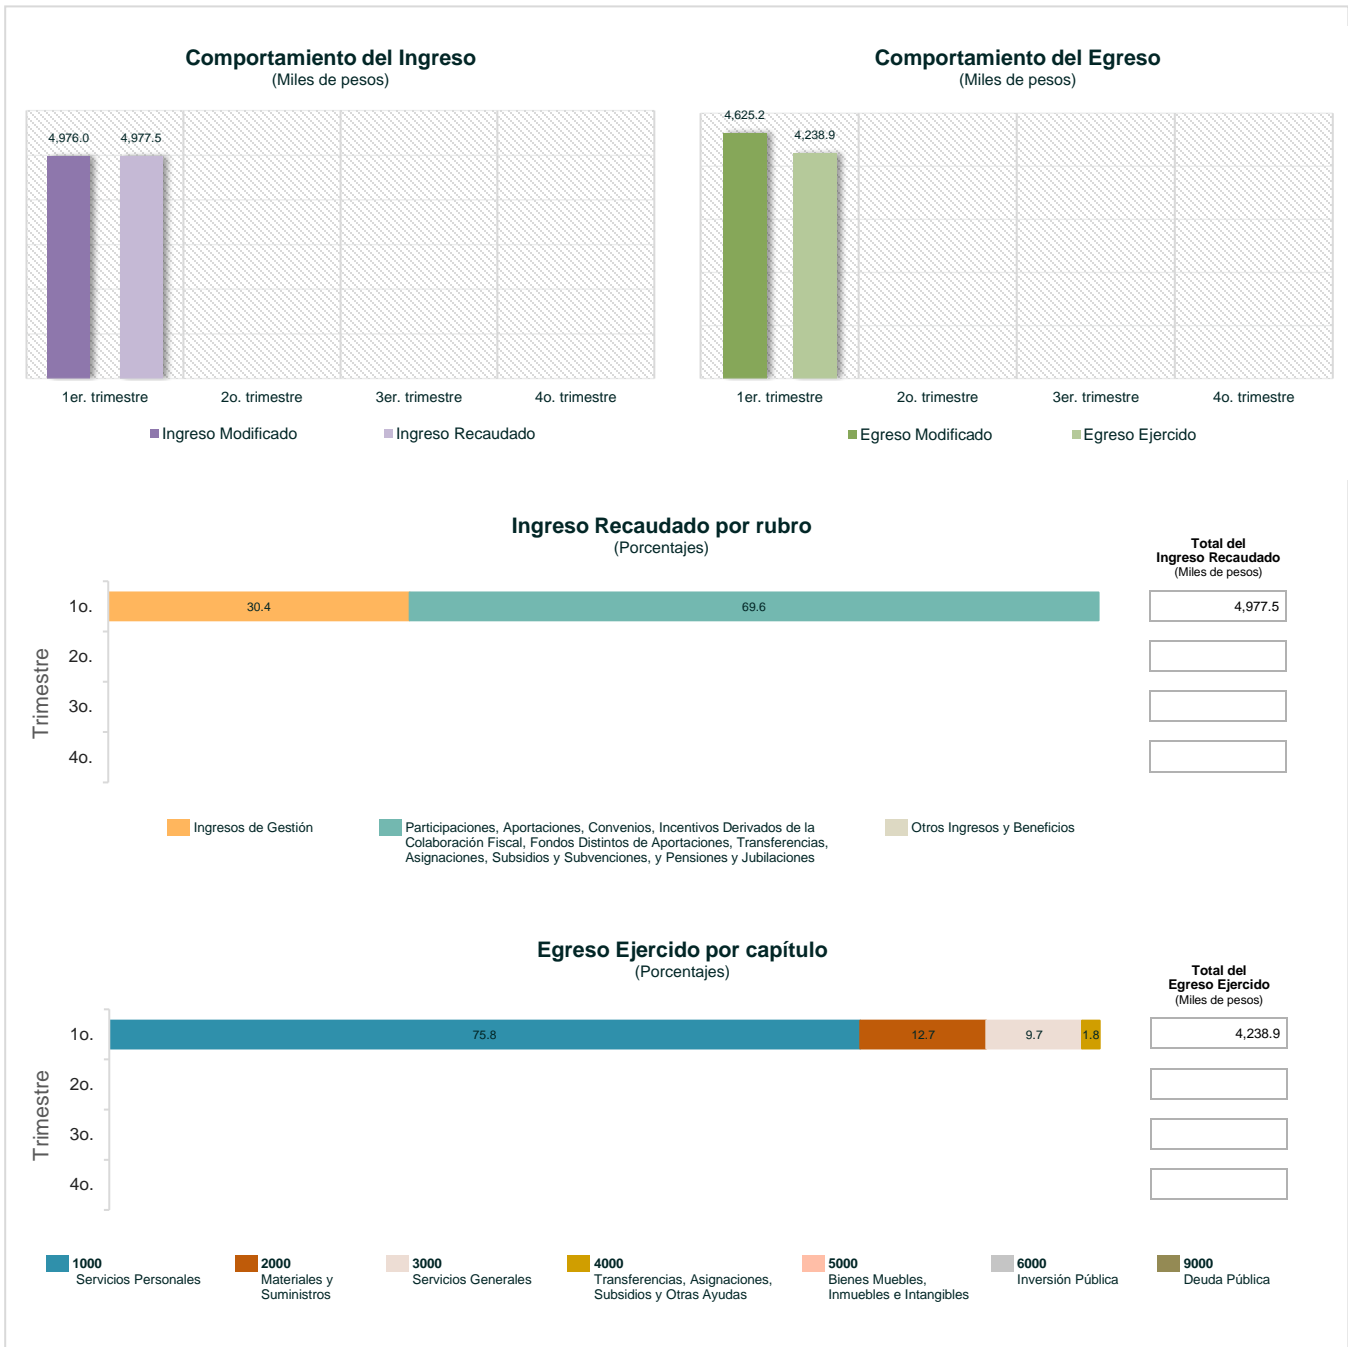 Comportamiento del Ingreso
(Miles de pesos)
4,976.0
4,977.5
1er. trimestre
2o. trimestre
3er. trimestre
4o. trimestre
Ingreso Modificado
Ingreso Recaudado
Comportamiento del Egreso
(Miles de pesos)
4,625.2
4,238.9
1er. trimestre
2o. trimestre
3er. trimestre
4o. trimestre
Egreso Modificado
Egreso Ejercido
Ingreso Recaudado por rubro
(Porcentajes)
Total del
Ingreso Recaudado
(Miles de pesos)
Trimestre
1o.
30.4
69.6
4,977.5
2o.
3o.
4o.
Ingresos de Gestión
Participaciones, Aportaciones, Convenios, Incentivos Derivados de la
Colaboración Fiscal, Fondos Distintos de Aportaciones, Transferencias,
Asignaciones, Subsidios y Subvenciones, y Pensiones y Jubilaciones
Otros Ingresos y Beneficios
Egreso Ejercido por capítulo
(Porcentajes)
Total del
Egreso Ejercido
(Miles de pesos)
Trimestre
1o.
75.8
12.7
9.7
1.8
4,238.9
2o.
3o.
4o.
1000
Servicios Personales
2000
Materiales y
Suministros
3000
Servicios Generales
4000
Transferencias, Asignaciones,
Subsidios y Otras Ayudas
5000
Bienes Muebles,
Inmuebles e Intangibles
6000
Inversión Pública
9000
Deuda Pública